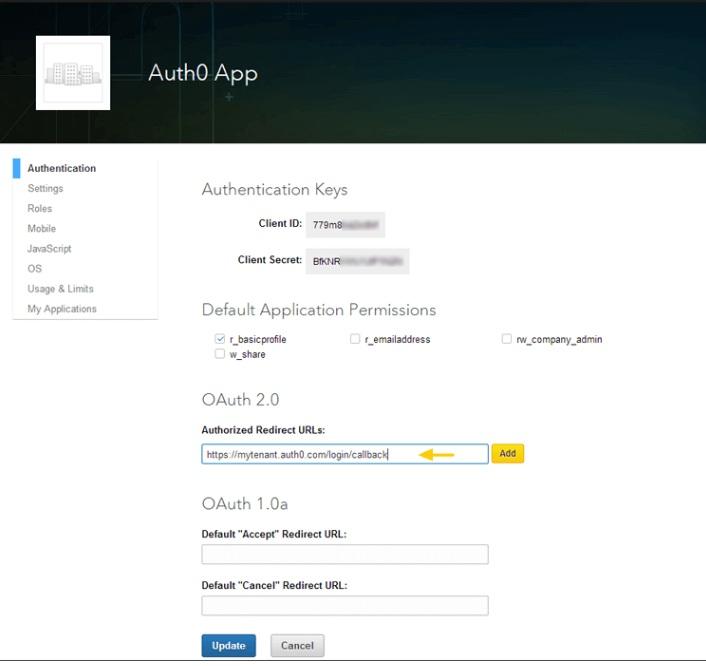 Auth0 App
Authentication
Settings
Roles
Mobile
JavaScript
OS
Usage & Limits
My Applications
Authentication Keys
Client ID: 779m8
Client Secret: BfKNR
Default Application Permissions
r_basicprofile r_emailaddress rw_company_admin
w_share
OAuth 2.0
Authorized Redirect URLs:
https://mytenant.auth0.com/login/callback Add
OAuth 1.0a
Default "Accept" Redirect URL:
Default "Cancel" Redirect URL:
Update Cancel